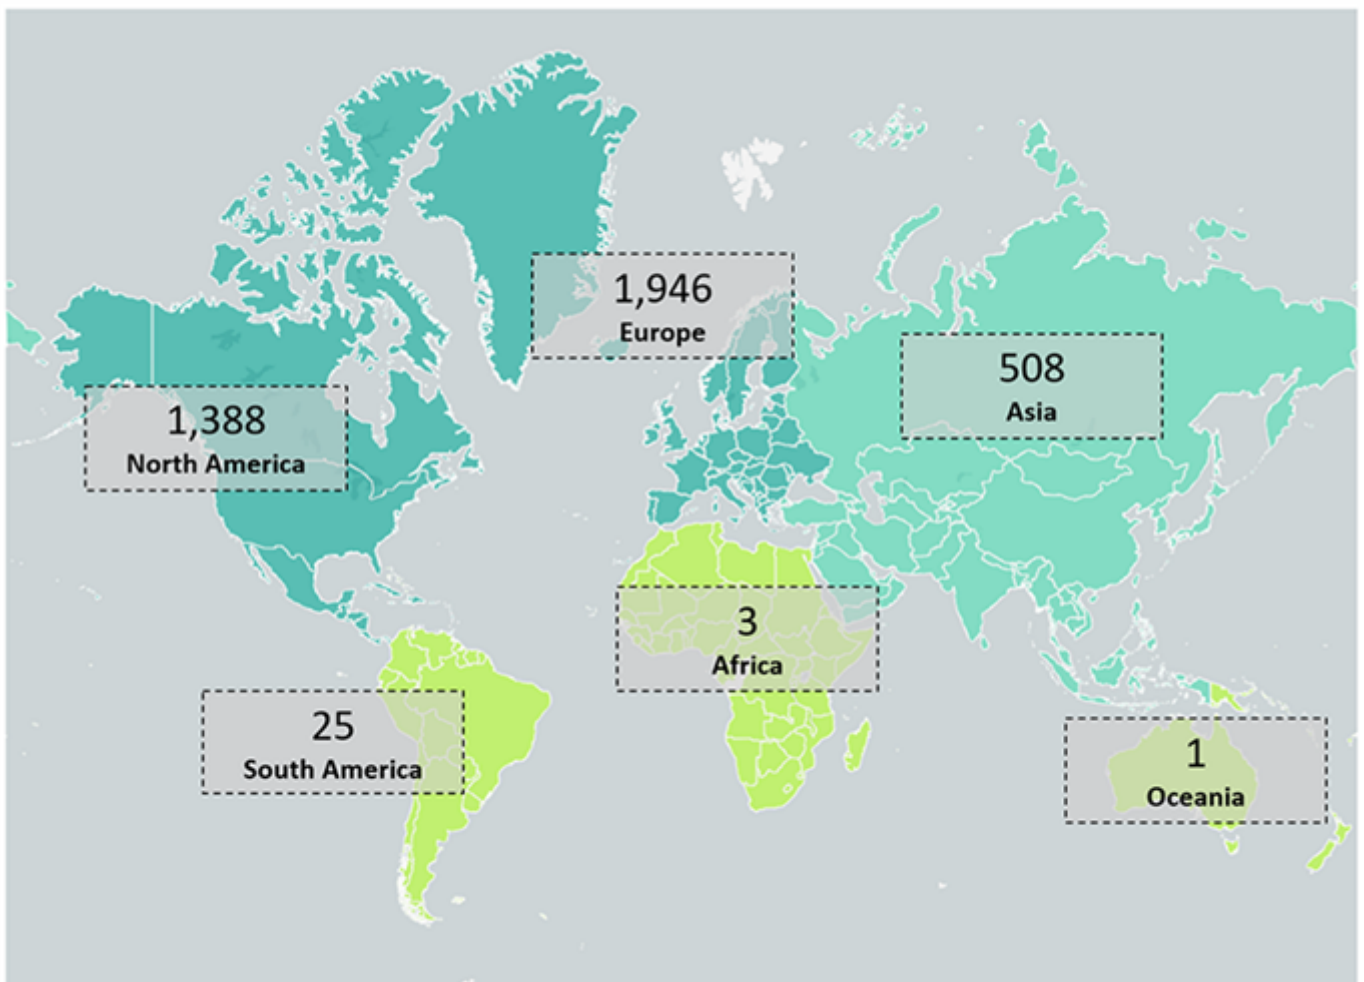 1,946
Europe
508
Asia
1,388
North America
3
Africa
25
South America
1
Oceania